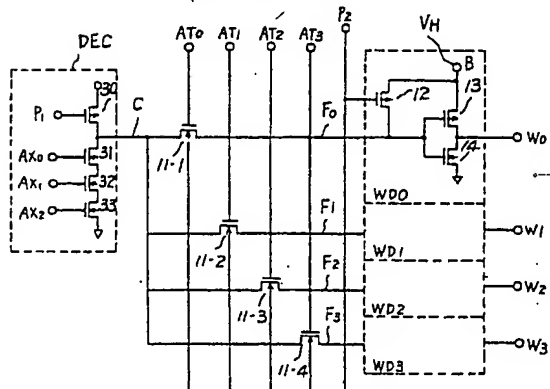 DEC
AT0 AT1 AT2 AT3 P2
VH
B
P1
30
C
F0
12
13
14
W0
AX0
31
AX1
32
AX2
33
11-1
WD0
F1
11-2
WD1
W1
F2
11-3
WD2
W2
F3
11-4
WD3
W3